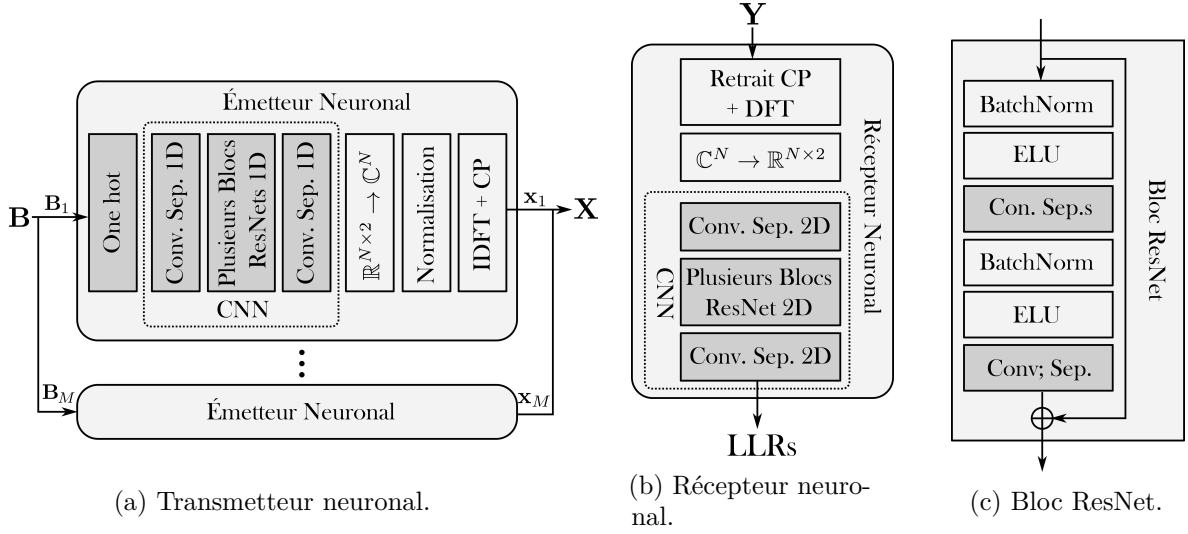 Émetteur Neuronal
B
B₁
One hot
Conv. Sep. 1D
Plusieurs Blocs
ResNets 1D
Conv. Sep. 1D
CNN
ℝ^{N×2} → ℂ^N
Normalisation
IDFT + CP
x₁
X
B_M
Émetteur Neuronal
x_M
(a) Transmetteur neuronal.
Y
Retrait CP
+ DFT
ℂ^N → ℝ^{N×2}
Conv. Sep. 2D
Plusieurs Blocs
ResNet 2D
Conv. Sep. 2D
CNN
Récepteur Neuronal
LLRs
(b) Récepteur neuro-
nal.
BatchNorm
ELU
Con. Sep.s
BatchNorm
ELU
Conv; Sep.
Bloc ResNet
(c) Bloc ResNet.